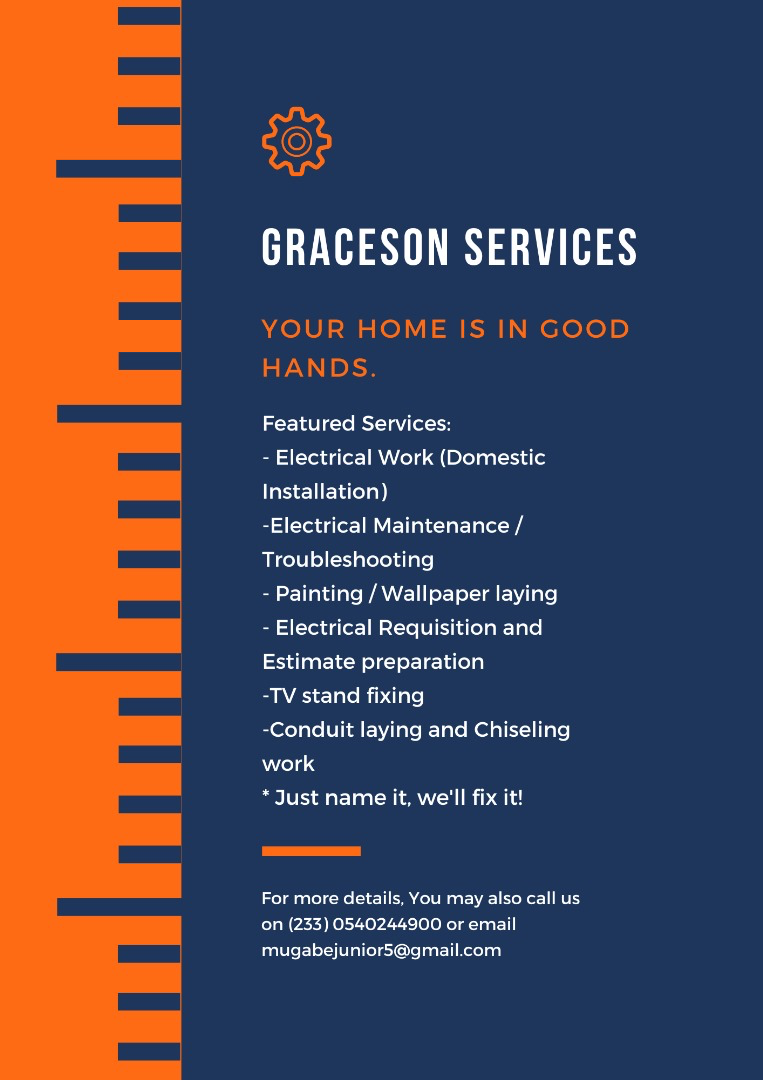 GRACESON SERVICES
YOUR HOME IS IN GOOD
HANDS.
Featured Services:
- Electrical Work (Domestic
Installation)
-Electrical Maintenance /
Troubleshooting
- Painting / Wallpaper laying
- Electrical Requisition and
Estimate preparation
-TV stand fixing
-Conduit laying and Chiseling
work
* Just name it, we'll fix it!
For more details, You may also call us
on (233) 0540244900 or email
mugabejunior5@gmail.com